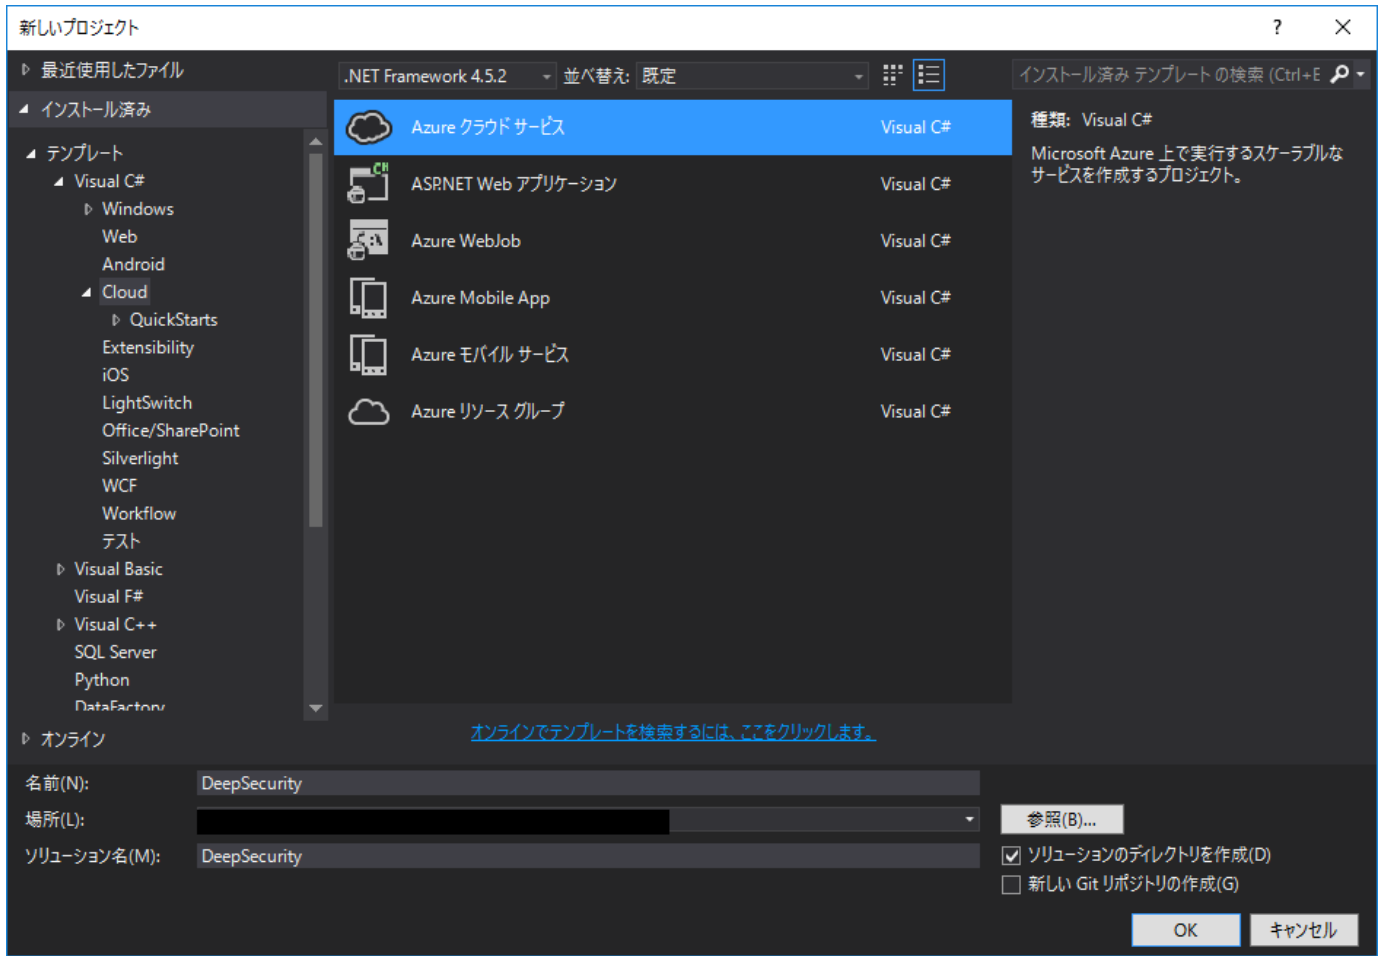 新しいプロジェクト
?
最近使用したファイル
.NET Framework 4.5.2
並べ替え: 既定
インストール済み テンプレート の検索 (Ctrl+E
インストール済み
テンプレート
Visual C#
Windows
Web
Android
Cloud
QuickStarts
Extensibility
iOS
LightSwitch
Office/SharePoint
Silverlight
WCF
Workflow
テスト
Visual Basic
Visual F#
Visual C++
SQL Server
Python
DataFactory
オンライン
Azure クラウド サービス Visual C#
ASP.NET Web アプリケーション Visual C#
Azure WebJob Visual C#
Azure Mobile App Visual C#
Azure モバイル サービス Visual C#
Azure リソース グループ Visual C#
オンラインでテンプレートを検索するには、ここをクリックします。
種類: Visual C#
Microsoft Azure 上で実行するスケーラブルな
サービスを作成するプロジェクト。
名前(N): DeepSecurity
場所(L):
参照(B)...
ソリューション名(M): DeepSecurity
ソリューションのディレクトリを作成(D)
新しい Git リポジトリの作成(G)
OK
キャンセル